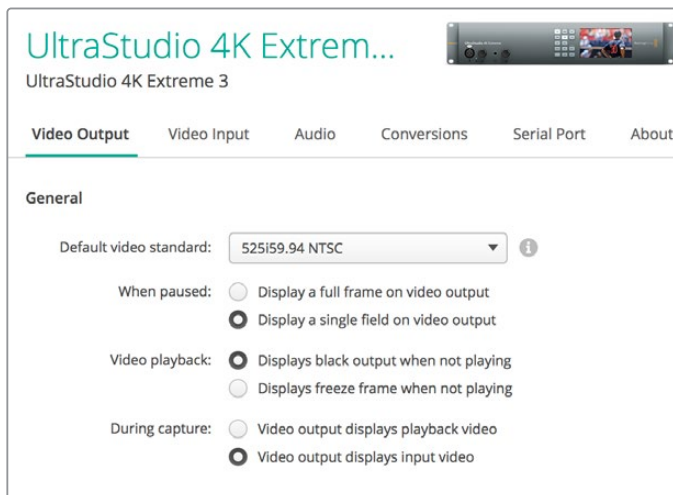 UltraStudio 4K Extrem...
UltraStudio 4K Extreme 3
Video Output Video Input Audio Conversions Serial Port About
General
Default video standard: 525i59.94 NTSC
When paused: Display a full frame on video output
Display a single field on video output
Video playback: Displays black output when not playing
Displays freeze frame when not playing
During capture: Video output displays playback video
Video output displays input video